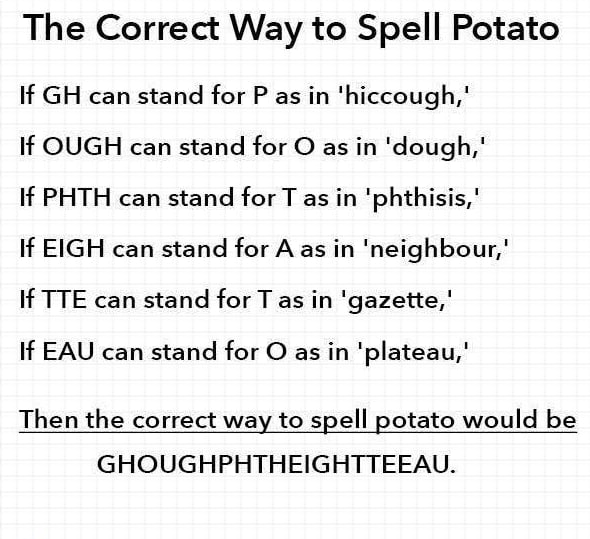 The Correct Way to Spell Potato
If GH can stand for P as in 'hiccough,'
If OUGH can stand for O as in 'dough,'
If PHTH can stand for T as in 'phthisis,'
If EIGH can stand for A as in 'neighbour,'
If TTE can stand for T as in 'gazette,'
If EAU can stand for O as in 'plateau,'
Then the correct way to spell potato would be
GHOUGHPHTHEIGHTTEEAU.